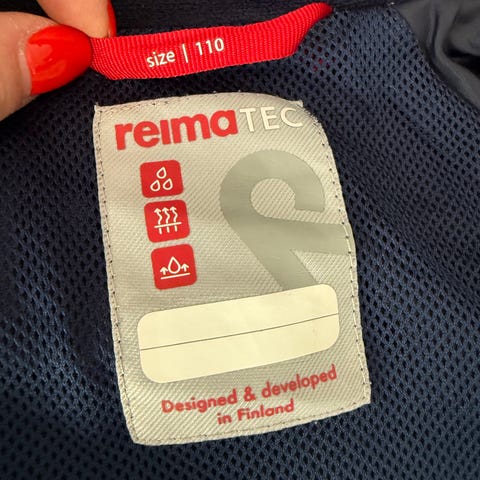 size | 110
reimaTEC
Designed & developed
in Finland